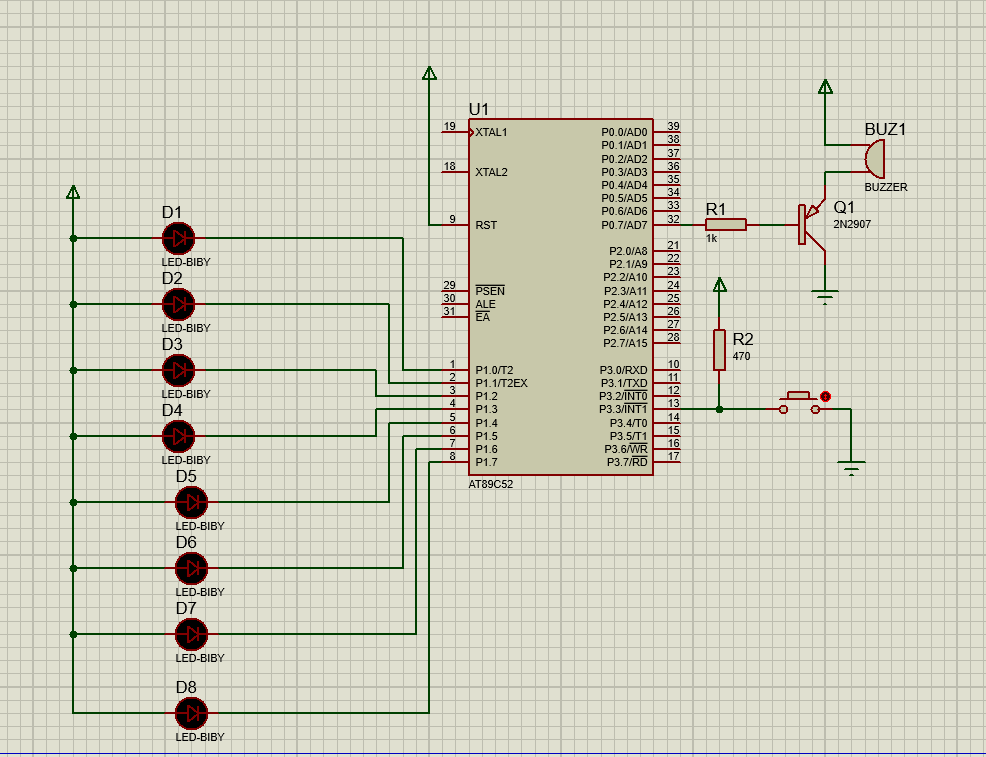 U1
19 XTAL1
18 XTAL2
9 RST
29 PSEN
30 ALE
31 EA
1 P1.0/T2
2 P1.1/T2EX
3 P1.2
4 P1.3
5 P1.4
6 P1.5
7 P1.6
8 P1.7
P0.0/AD0 39
P0.1/AD1 38
P0.2/AD2 37
P0.3/AD3 36
P0.4/AD4 35
P0.5/AD5 34
P0.6/AD6 33
P0.7/AD7 32
P2.0/A8 21
P2.1/A9 22
P2.2/A10 23
P2.3/A11 24
P2.4/A12 25
P2.5/A13 26
P2.6/A14 27
P2.7/A15 28
P3.0/RXD 10
P3.1/TXD 11
P3.2/INT0 12
P3.3/INT1 13
P3.4/T0 14
P3.5/T1 15
P3.6/WR 16
P3.7/RD 17
AT89C52
D1
LED-BIBY
D2
LED-BIBY
D3
LED-BIBY
D4
LED-BIBY
D5
LED-BIBY
D6
LED-BIBY
D7
LED-BIBY
D8
LED-BIBY
R1
1k
BUZ1
BUZZER
Q1
2N2907
R2
470